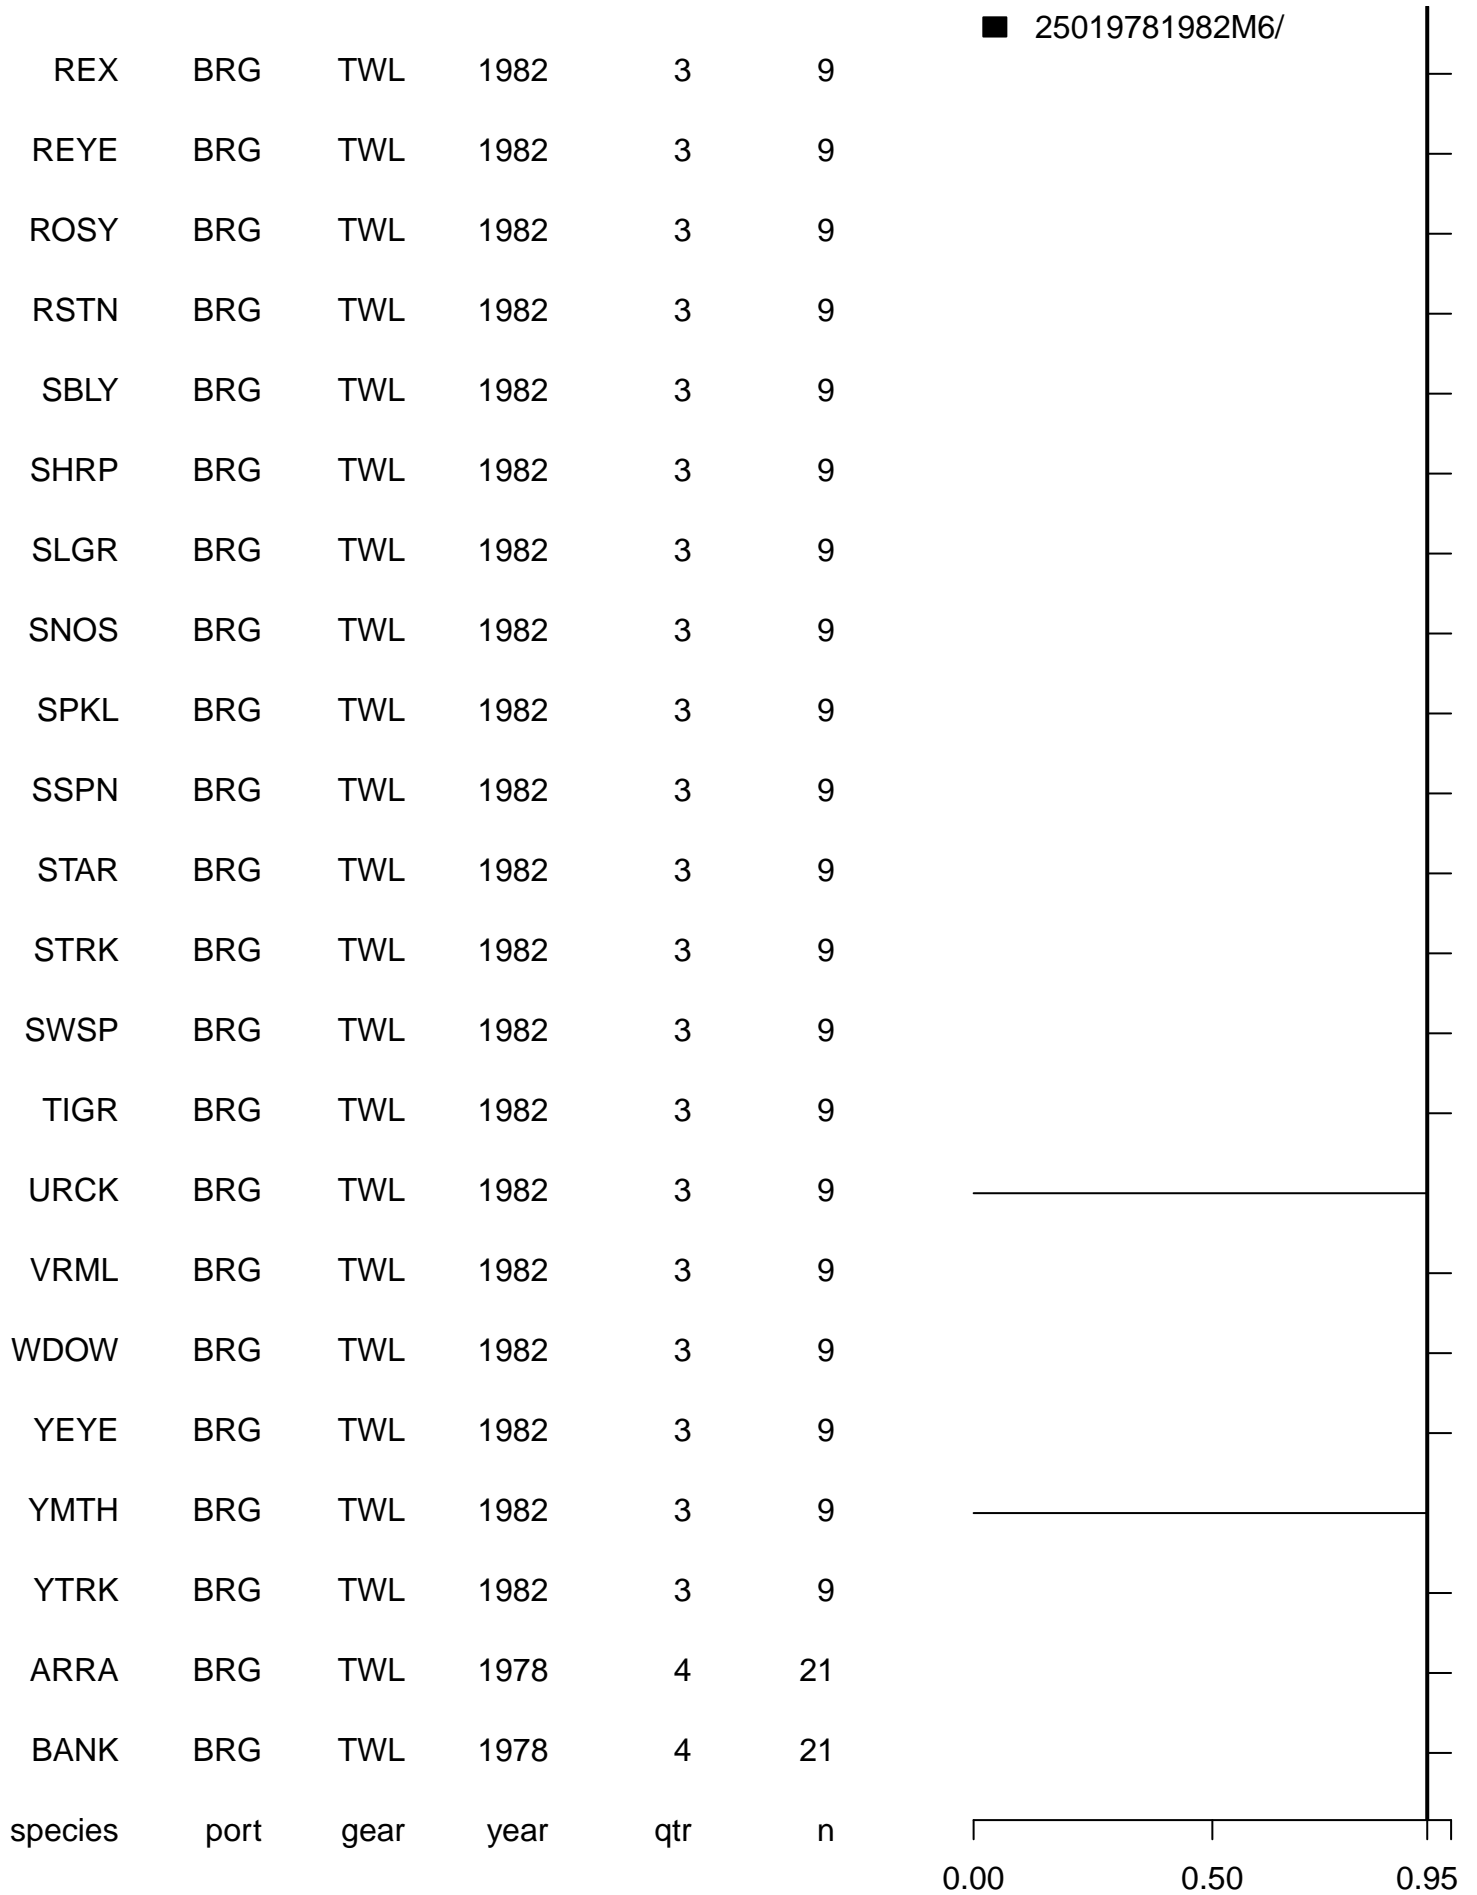 25019781982M6/
REX BRG TWL 1982 3 9
REYE BRG TWL 1982 3 9
ROSY BRG TWL 1982 3 9
RSTN BRG TWL 1982 3 9
SBLY BRG TWL 1982 3 9
SHRP BRG TWL 1982 3 9
SLGR BRG TWL 1982 3 9
SNOS BRG TWL 1982 3 9
SPKL BRG TWL 1982 3 9
SSPN BRG TWL 1982 3 9
STAR BRG TWL 1982 3 9
STRK BRG TWL 1982 3 9
SWSP BRG TWL 1982 3 9
TIGR BRG TWL 1982 3 9
URCK BRG TWL 1982 3 9
VRML BRG TWL 1982 3 9
WDOW BRG TWL 1982 3 9
YEYE BRG TWL 1982 3 9
YMTH BRG TWL 1982 3 9
YTRK BRG TWL 1982 3 9
ARRA BRG TWL 1978 4 21
BANK BRG TWL 1978 4 21
species port gear year qtr n
0.00 0.50 0.95